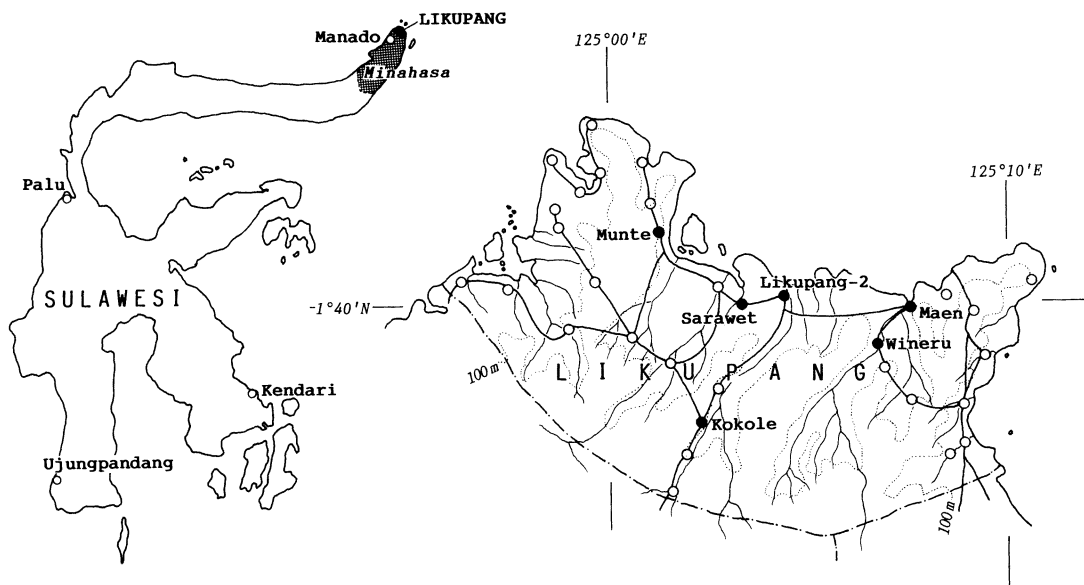 LIKUPANG
Manado
Minahasa
Palu
SULAWESI
Kendari
Ujungpandang
125°00'E
125°10'E
Munte
Likupang-2
-1°40'N
Sarawet
Maen
Wineru
100m
LIKUPANG
Kokole
100m